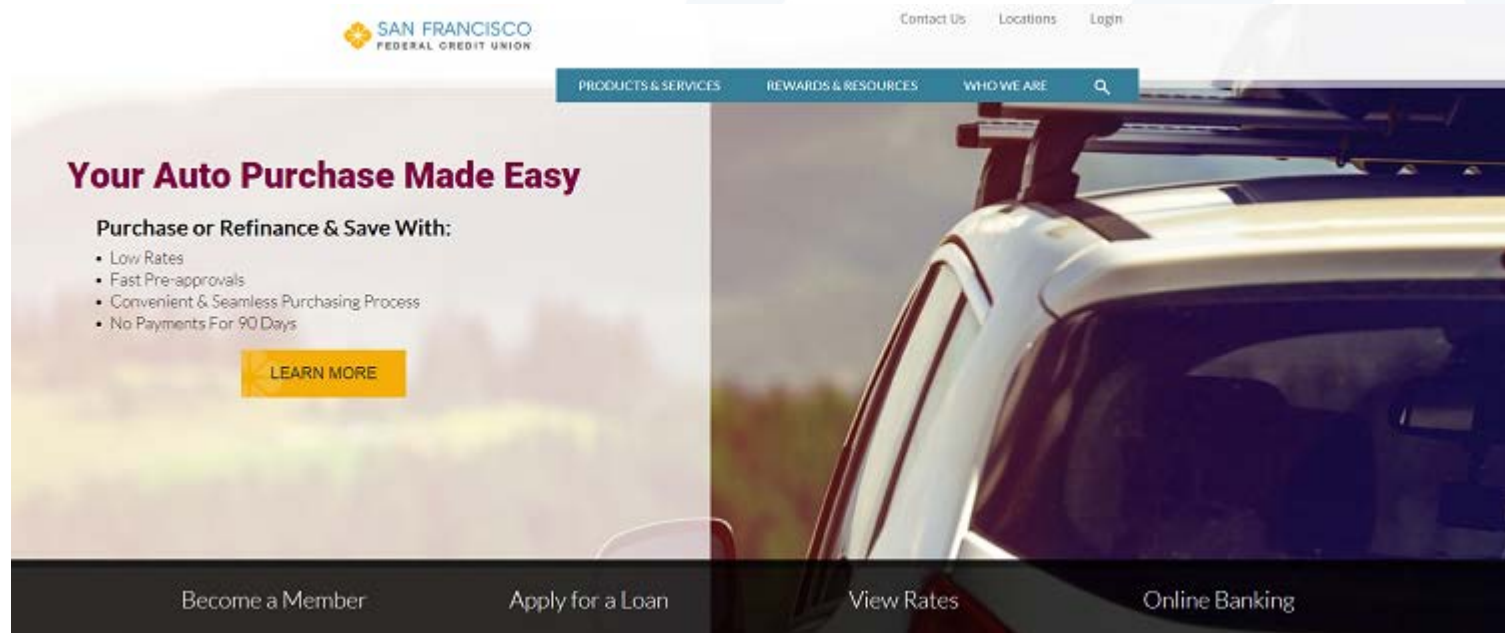 SAN FRANCISCO
FEDERAL CREDIT UNION
Contact Us Locations Login
PRODUCTS & SERVICES REWARDS & RESOURCES WHO WE ARE
Your Auto Purchase Made Easy
Purchase or Refinance & Save With:
• Low Rates
• Fast Pre-approvals
• Convenient & Seamless Purchasing Process
• No Payments For 90 Days
LEARN MORE
Become a Member Apply for a Loan View Rates Online Banking